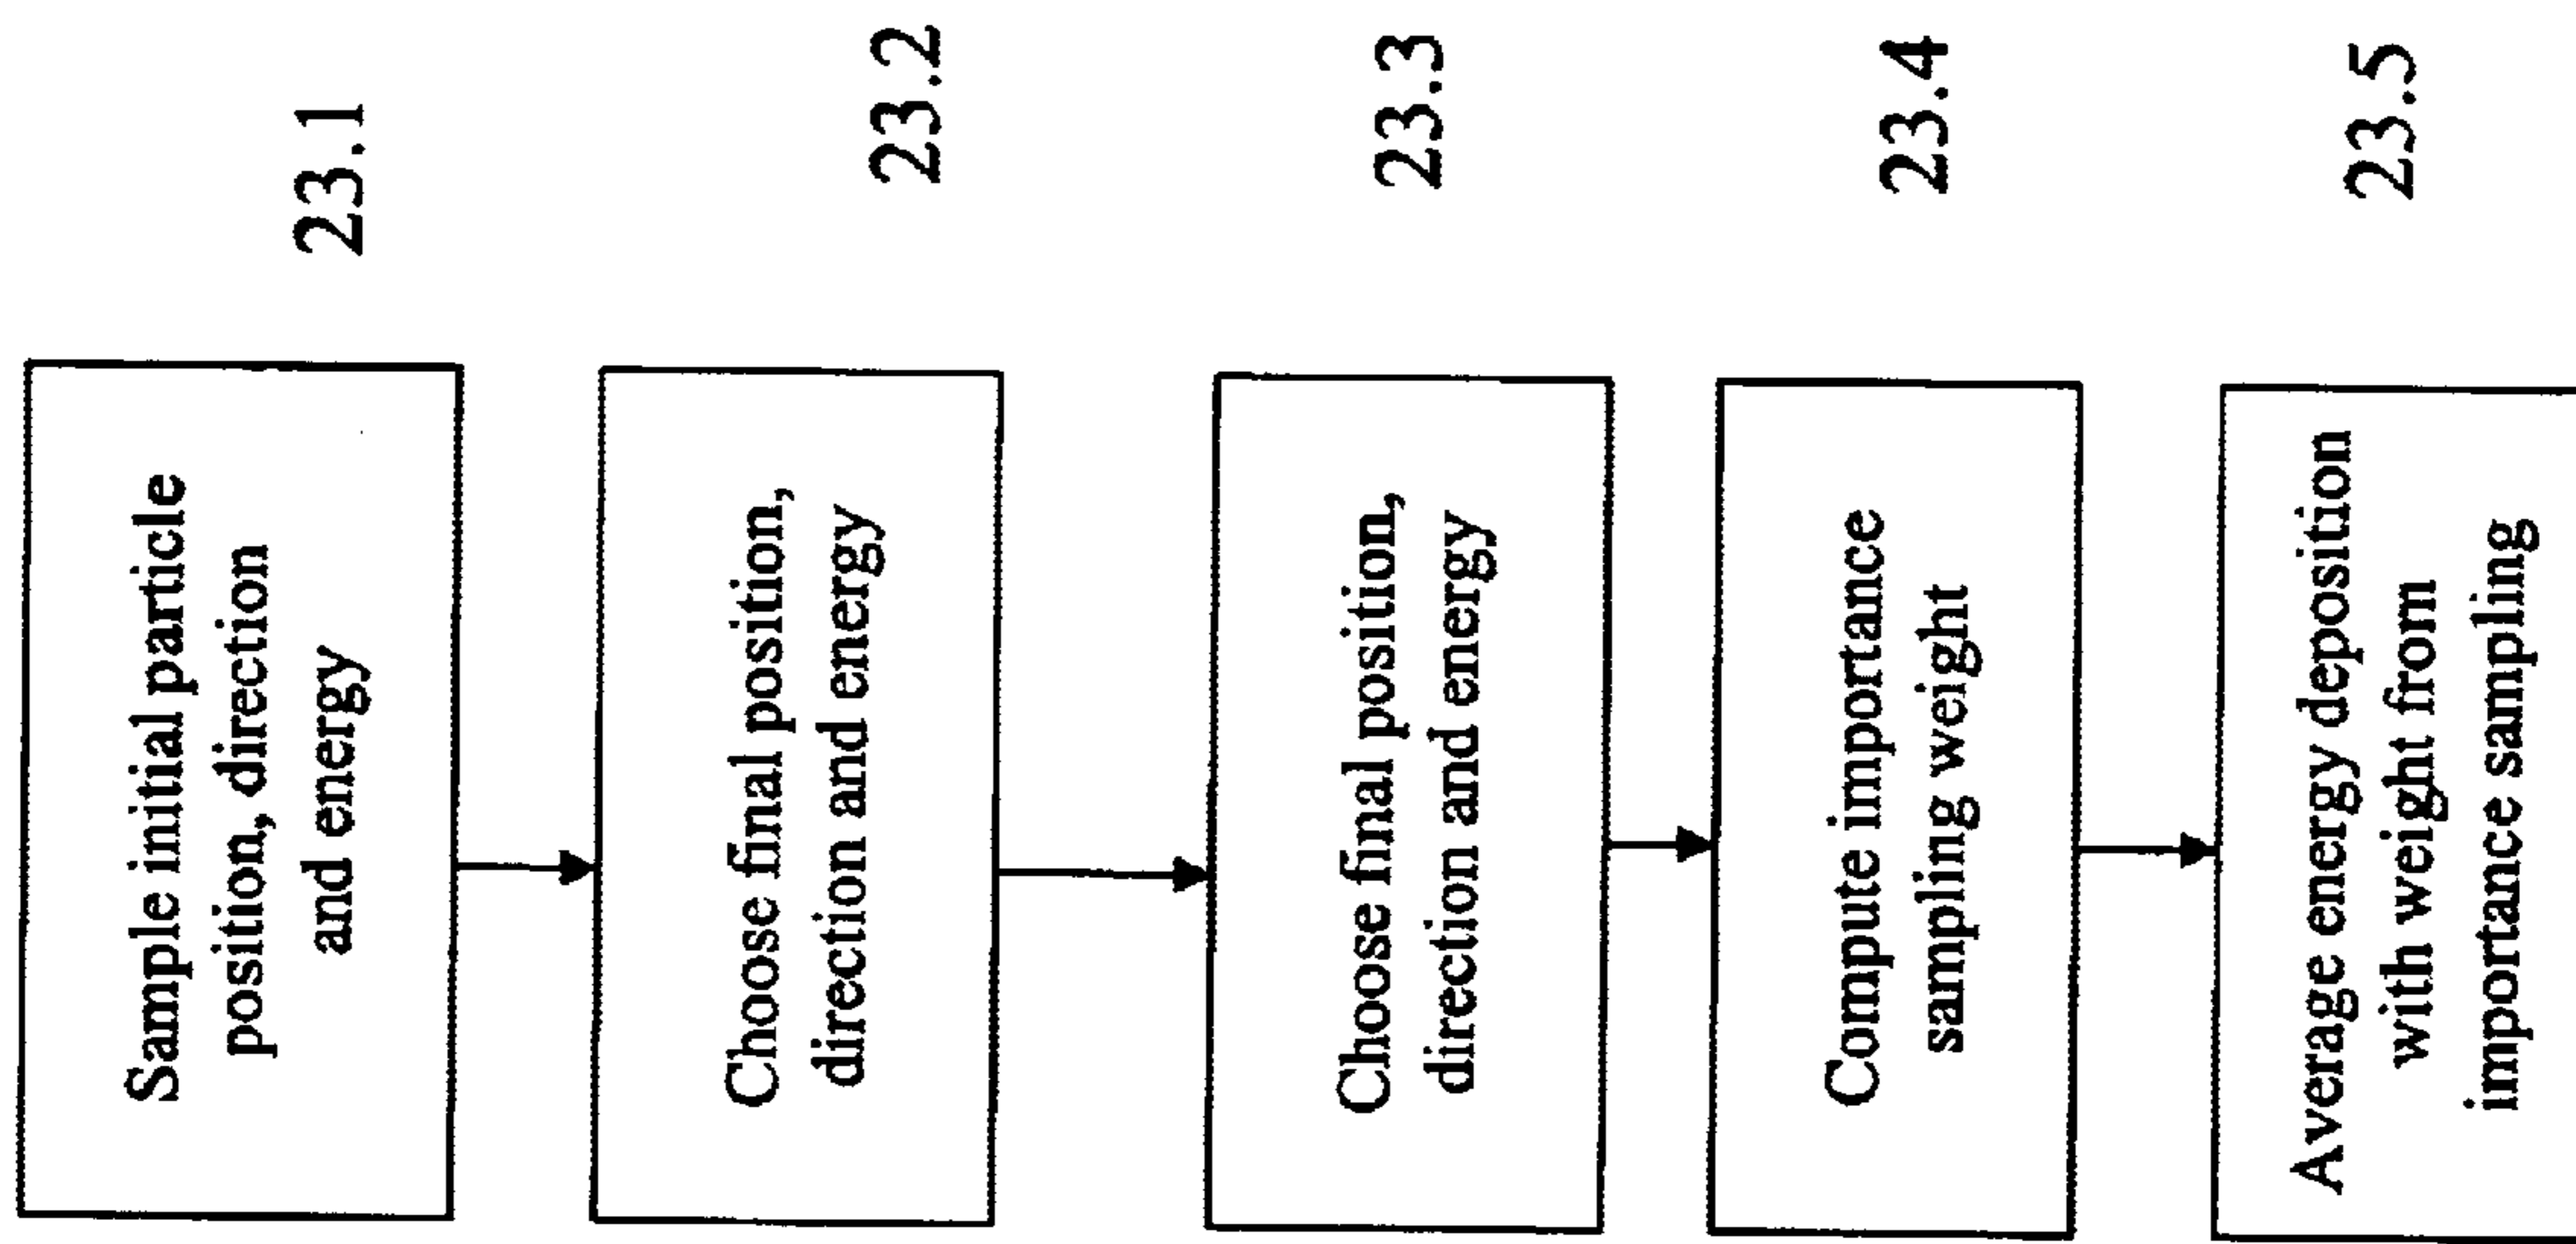 Sample initial particle
position, direction
and energy
23.1
Choose final position,
direction and energy
23.2
Choose final position,
direction and energy
23.3
Compute importance
sampling weight
23.4
Average energy deposition
with weight from
importance sampling
23.5